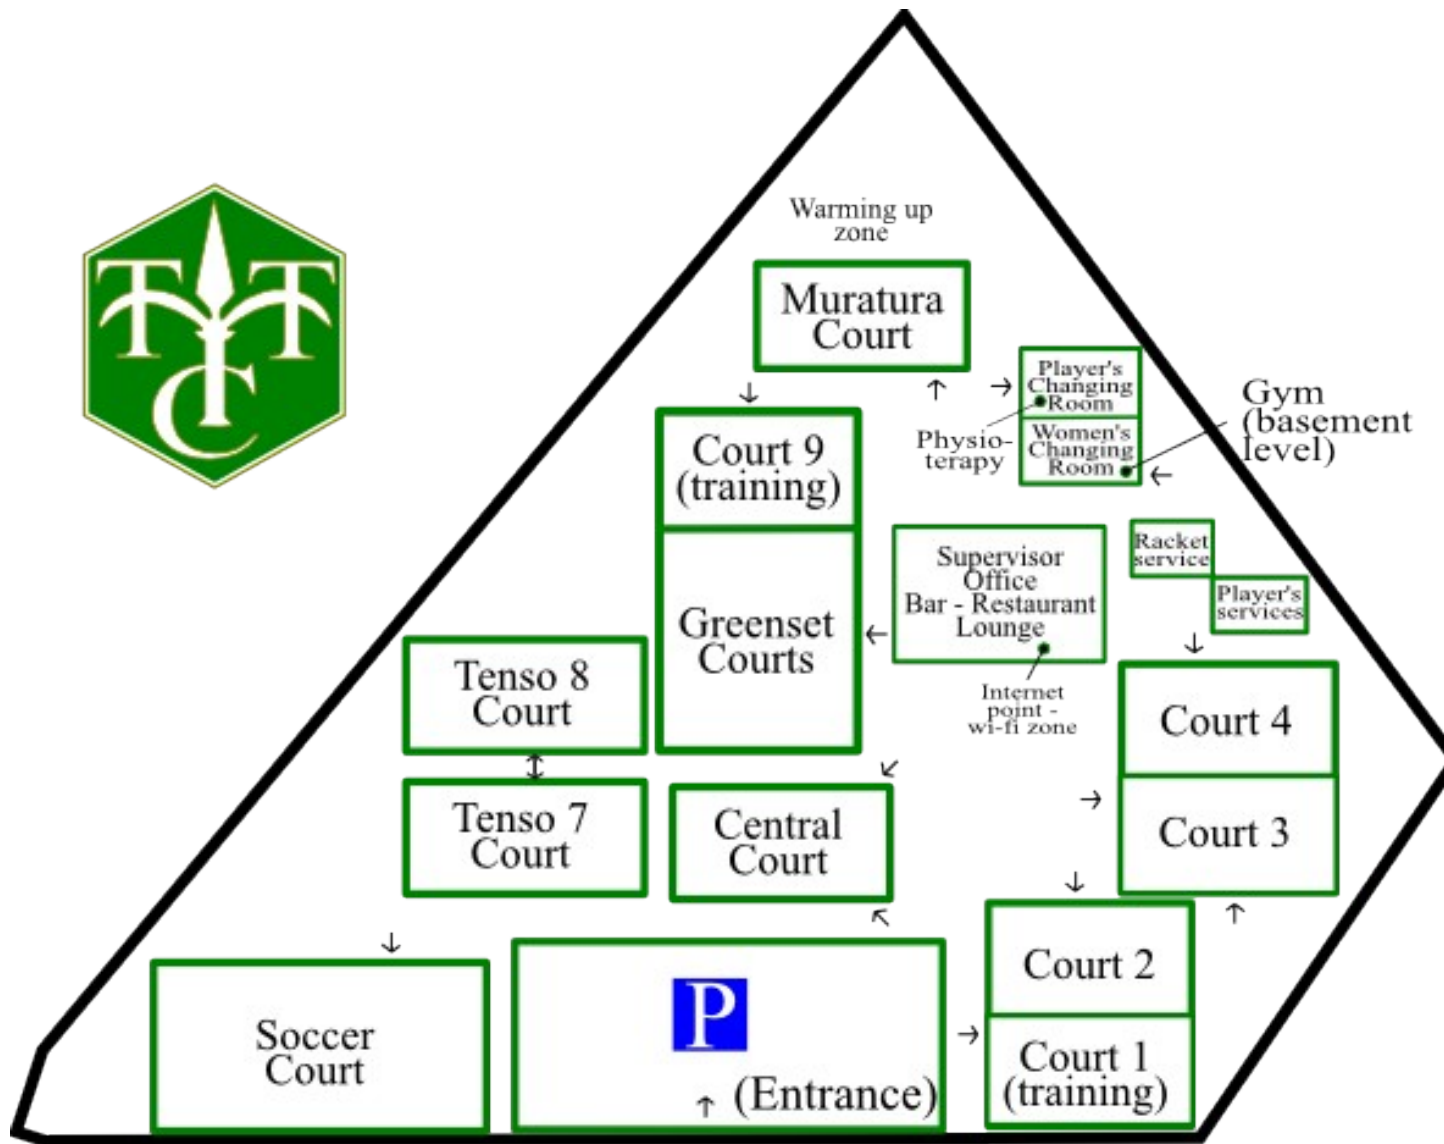 Warming up
zone
Muratura
Court
Player's
Changing
Room
Women's
Changing
Room
Physio-
terapy
Gym
(basement
level)
TTC
Court 9
(training)
Greenset
Courts
Supervisor
Office
Bar - Restaurant
Lounge
Internet
point -
wi-fi zone
Racket
service
Player's
services
Tenso 8
Court
Tenso 7
Court
Central
Court
Court 4
Court 3
Court 2
Court 1
(training)
Soccer
Court
P
(Entrance)